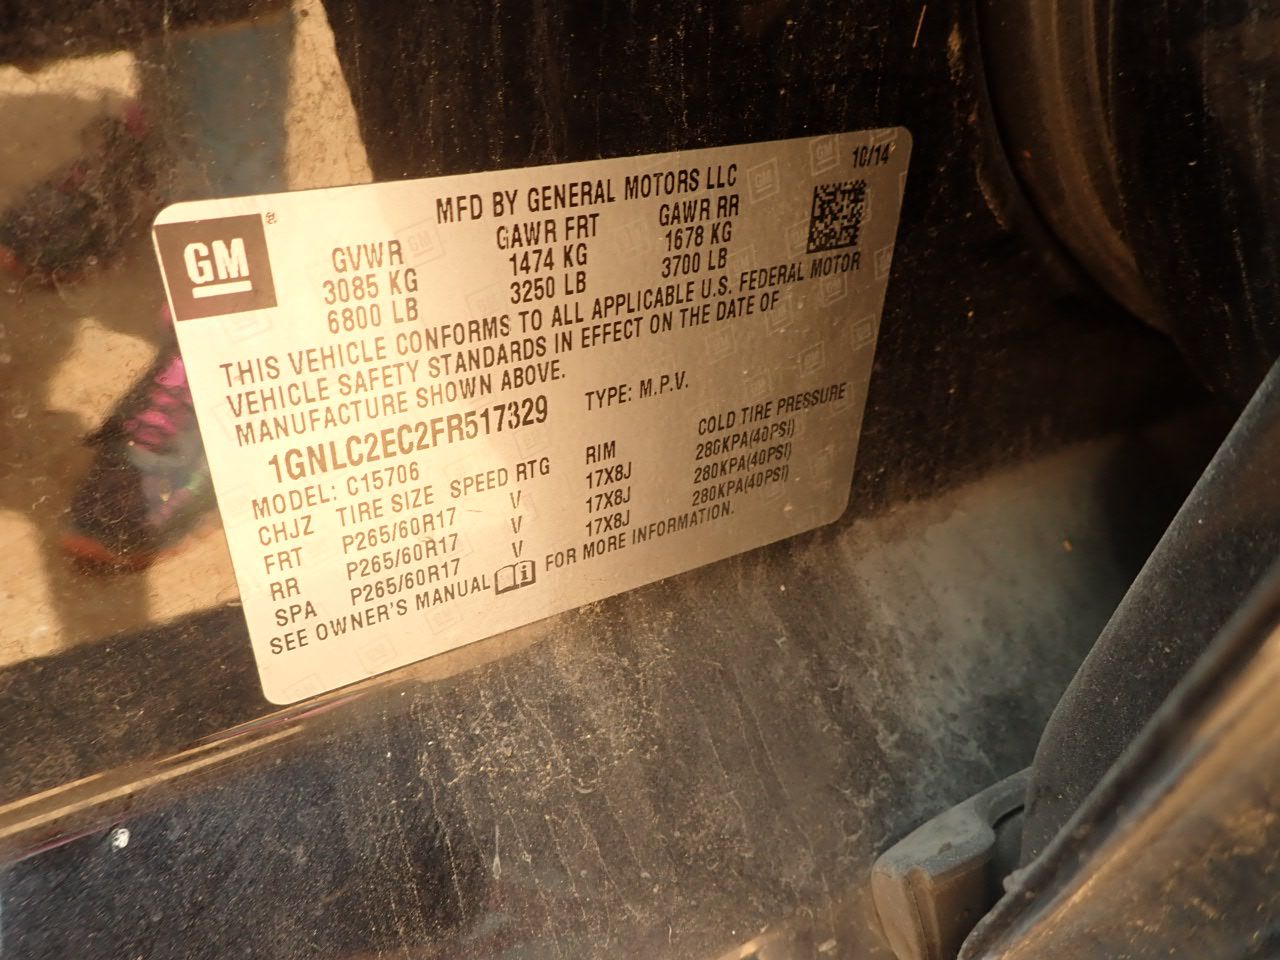 MFD BY GENERAL MOTORS LLC 10/14
GM ®
GVWR GAWR FRT GAWR RR
3085 KG 1474 KG 1678 KG
6800 LB 3250 LB 3700 LB
THIS VEHICLE CONFORMS TO ALL APPLICABLE U.S. FEDERAL MOTOR
VEHICLE SAFETY STANDARDS IN EFFECT ON THE DATE OF
MANUFACTURE SHOWN ABOVE.
1GNLC2EC2FR517329 TYPE: M.P.V.
MODEL: C15706
CHJZ TIRE SIZE SPEED RTG RIM COLD TIRE PRESSURE
FRT P265/60R17 V 17X8J 280KPA(40PSI)
RR P265/60R17 V 17X8J 280KPA(40PSI)
SPA P265/60R17 V 17X8J 280KPA(40PSI)
SEE OWNER'S MANUAL FOR MORE INFORMATION.